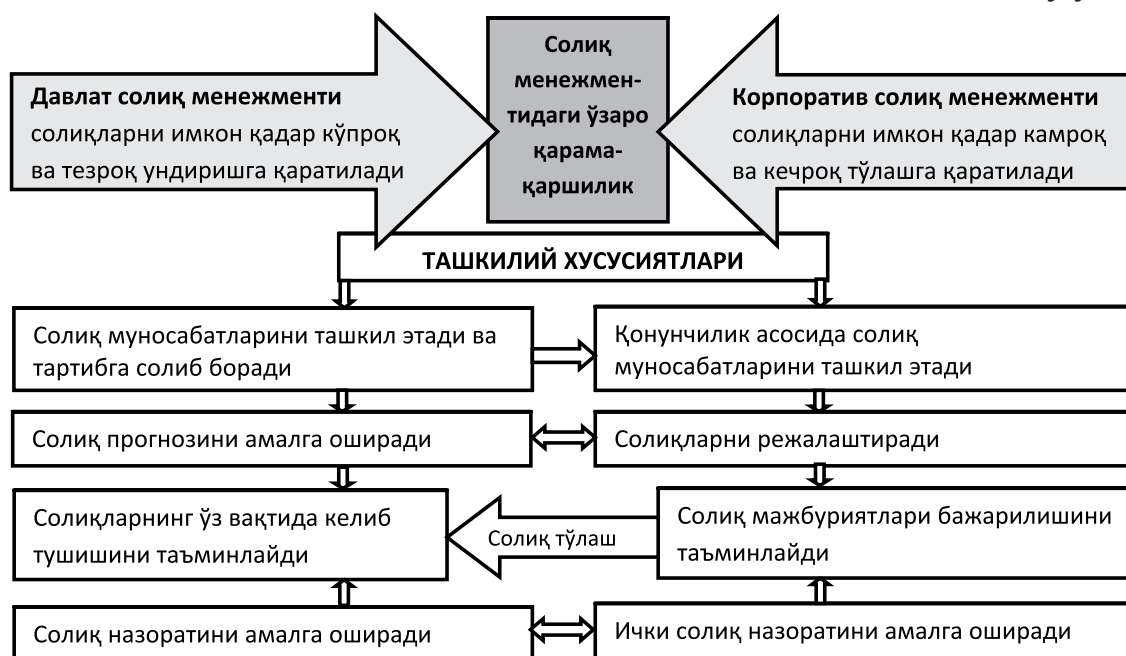 Давлат солиқ менежменти
солиқларни имкон қадар кўпроқ
ва тезроқ ундиришга қаратилади
Солиқ
менежмен-
тидаги ўзаро
қарама-
қаршилик
Корпоратив солиқ менежменти
солиқларни имкон қадар камроқ
ва кечроқ тўлашга қаратилади
ТАШКИЛИЙ ХУСУСИЯТЛАРИ
Солиқ муносабатларини ташкил этади ва
тартибга солиб боради
Қонунчилик асосида солиқ
муносабатларини ташкил этади
Солиқ прогнозини амалга оширади
Солиқларни режалаштиради
Солиқларнинг ўз вақтида келиб
тушишини таъминлайди
Солиқ тўлаш
Солиқ мажбуриятлари бажарилишини
таъминлайди
Солиқ назоратини амалга оширади
Ички солиқ назоратини амалга оширади